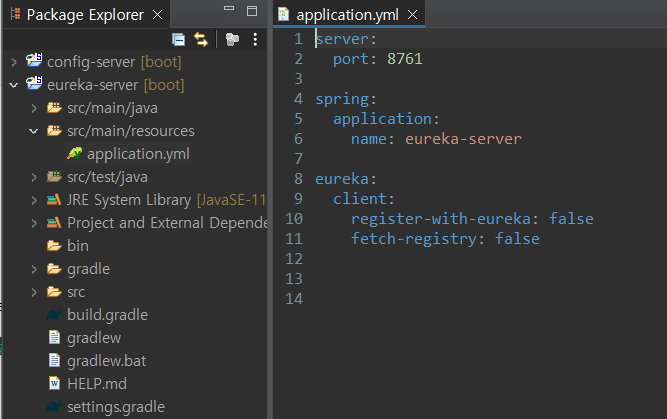 Package Explorer
config-server [boot]
eureka-server [boot]
src/main/java
src/main/resources
application.yml
src/test/java
JRE System Library [JavaSE-11
Project and External Depende
bin
gradle
src
build.gradle
gradlew
gradlew.bat
HELP.md
settings.gradle
application.yml
1 server:
2   port: 8761
3
4 spring:
5   application:
6     name: eureka-server
7
8 eureka:
9   client:
10     register-with-eureka: false
11     fetch-registry: false
12
13
14